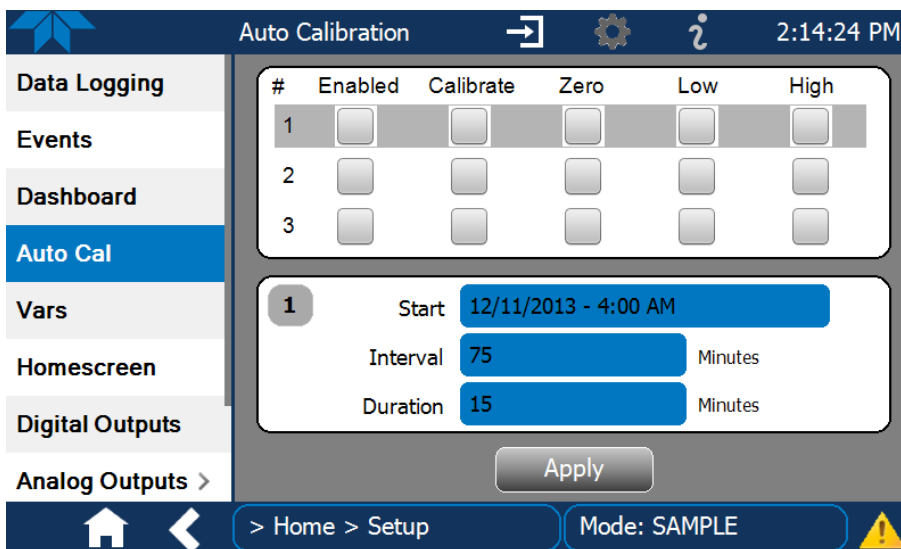 Auto Calibration
2:14:24 PM
Data Logging
Events
Dashboard
Auto Cal
Vars
Homescreen
Digital Outputs
Analog Outputs >
# Enabled Calibrate Zero Low High
1
2
3
1
Start 12/11/2013 - 4:00 AM
Interval 75 Minutes
Duration 15 Minutes
Apply
> Home > Setup
Mode: SAMPLE